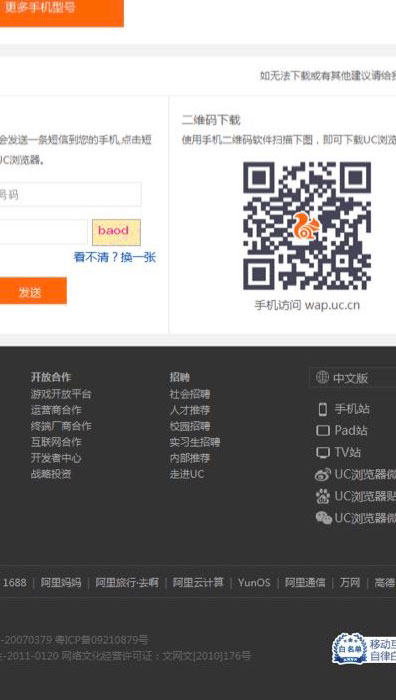 更多手机型号
如无法下载或有其他建议请给我
会发送一条短信到您的手机,点击短
UC浏览器。
号码
baod
看不清？换一张
发送
二维码下载
使用手机二维码软件扫描下图，即可下载UC浏览
手机访问 wap.uc.cn
开放合作
游戏开放平台
运营商合作
终端厂商合作
互联网合作
开发者中心
战略投资
招聘
社会招聘
人才推荐
校园招聘
实习生招聘
内部推荐
走进UC
中文版
手机站
Pad站
TV站
UC浏览器微
UC浏览器贴
UC浏览器微
1688 | 阿里妈妈 | 阿里旅行·去啊 | 阿里云计算 | YunOS | 阿里通信 | 万网 | 高德
-20070379 粤ICP备09210879号
-2011-0120 网络文化经营许可证：文网文[2010]176号
白名单
移动互
自律白